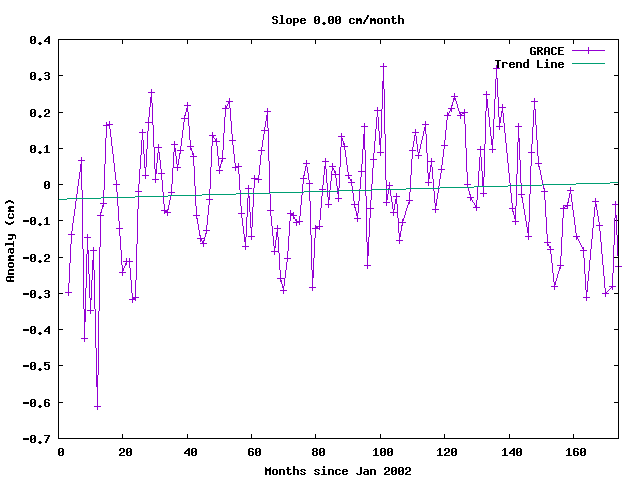 Slope 0.00 cm/month
GRACE
Trend Line
Anomaly (cm)
0.4
0.3
0.2
0.1
0
-0.1
-0.2
-0.3
-0.4
-0.5
-0.6
-0.7
0 20 40 60 80 100 120 140 160
Months since Jan 2002